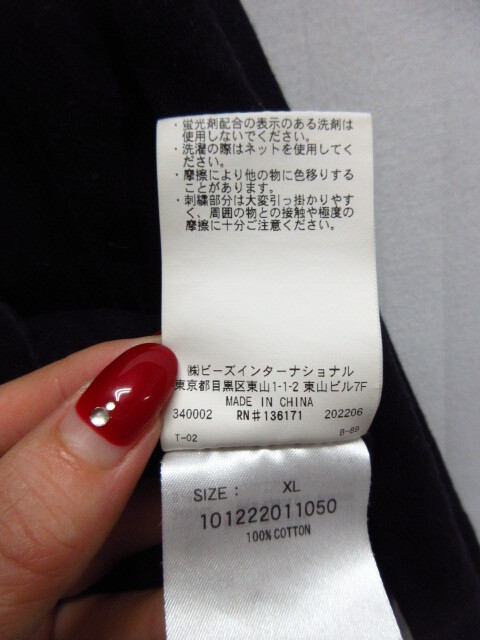 ・蛍光剤配合の表示のある洗剤は
使用しないでください。
・洗濯の際はネットを使用してく
ださい。
・摩擦により他の物に色移りする
ことがあります。
・刺繍部分は大変引っ掛かりやす
く、周囲の物との接触や極度の
摩擦に十分ご注意ください。
㈱ビーズインターナショナル
東京都目黒区東山1-1-2 東山ビル7F
MADE IN CHINA
340002 RN#136171 202206
T-02 B-89
SIZE: XL
101222011050
100% COTTON